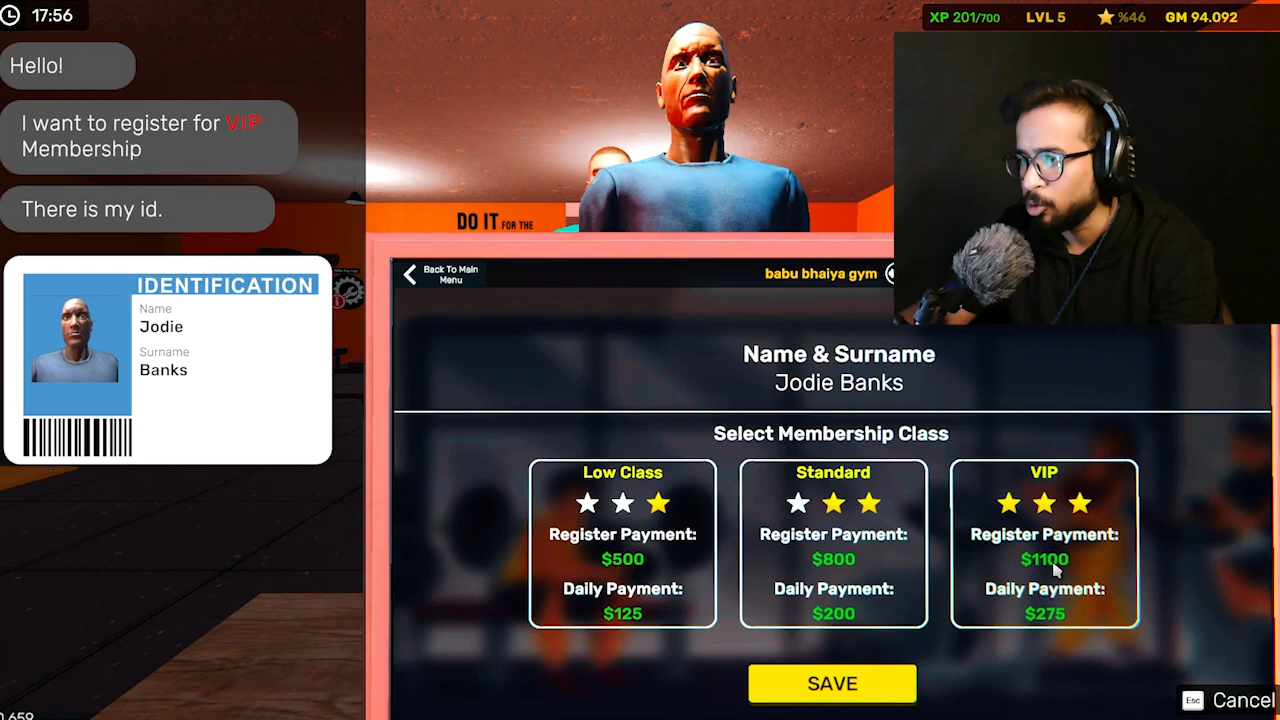 17:56
XP 201/700 LVL 5 %46 GM 94.092
Hello!
I want to register for VIP
Membership
There is my id.
IDENTIFICATION
Name
Jodie
Surname
Banks
DO IT FOR THE
Back To Main
Menu
babu bhaiya gym
Name & Surname
Jodie Banks
Select Membership Class
Low Class
Register Payment:
$500
Daily Payment:
$125
Standard
Register Payment:
$800
Daily Payment:
$200
VIP
Register Payment:
$1100
Daily Payment:
$275
SAVE
Esc Cancel